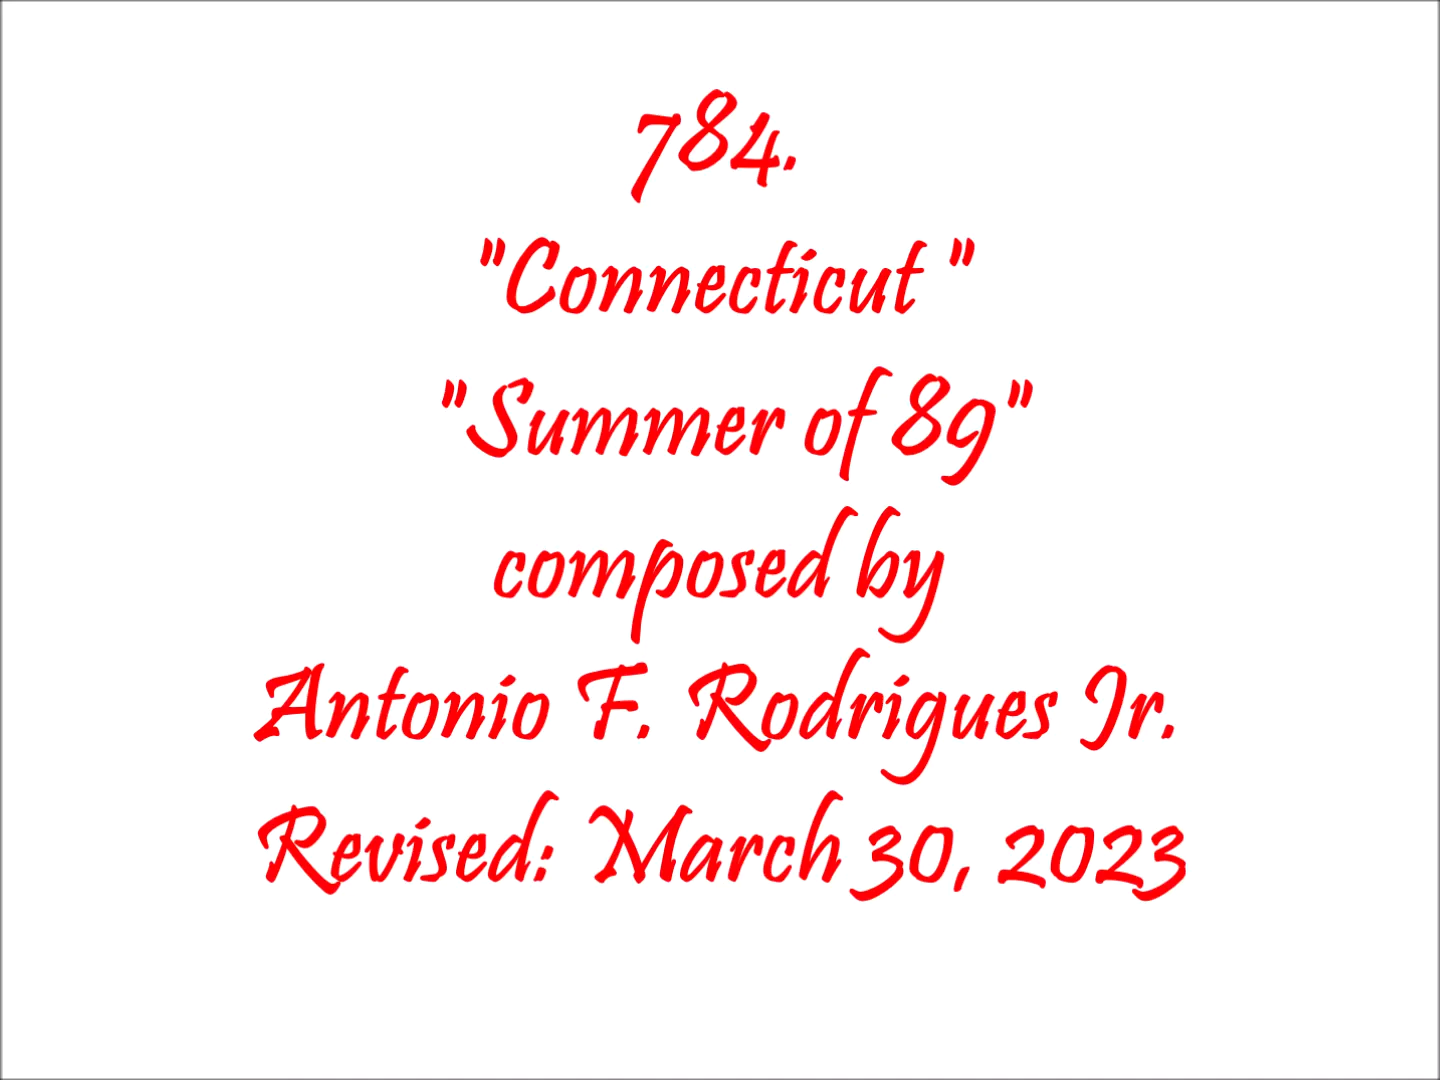 784.
"Connecticut "
"Summer of 89"
composed by
Antonio F. Rodrigues Jr.
Revised: March 30, 2023